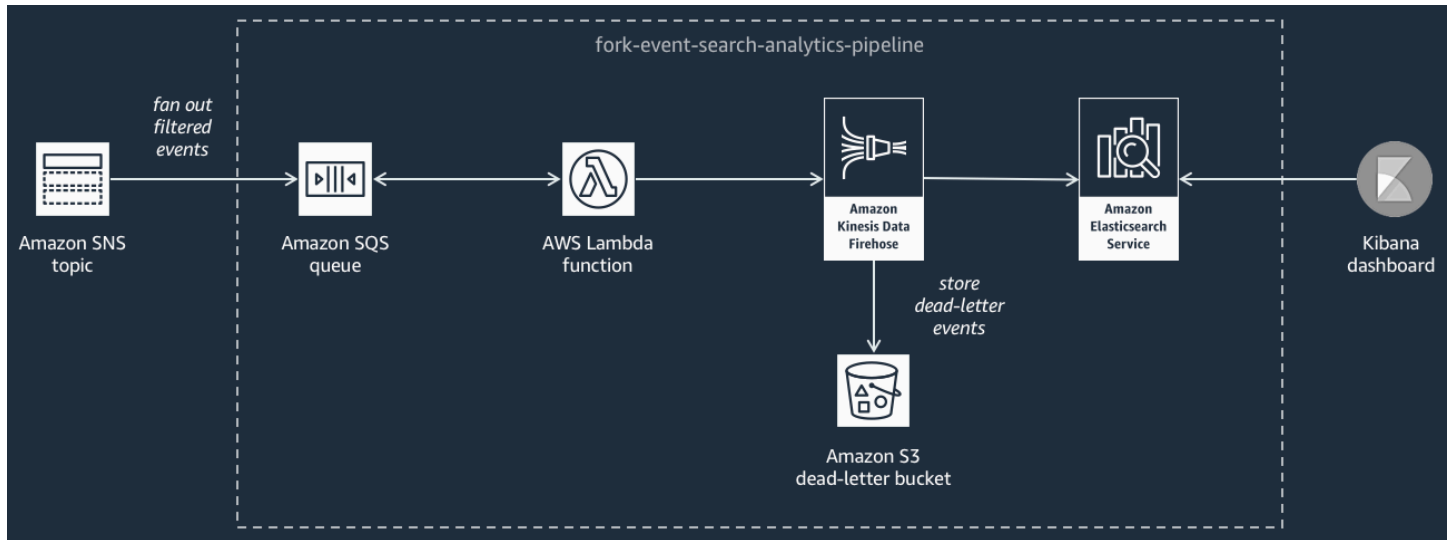 fork-event-search-analytics-pipeline
fan out
filtered
events
Amazon SNS
topic
Amazon SQS
queue
AWS Lambda
function
Amazon
Kinesis Data
Firehose
Amazon
Elasticsearch
Service
Kibana
dashboard
store
dead-letter
events
Amazon S3
dead-letter bucket